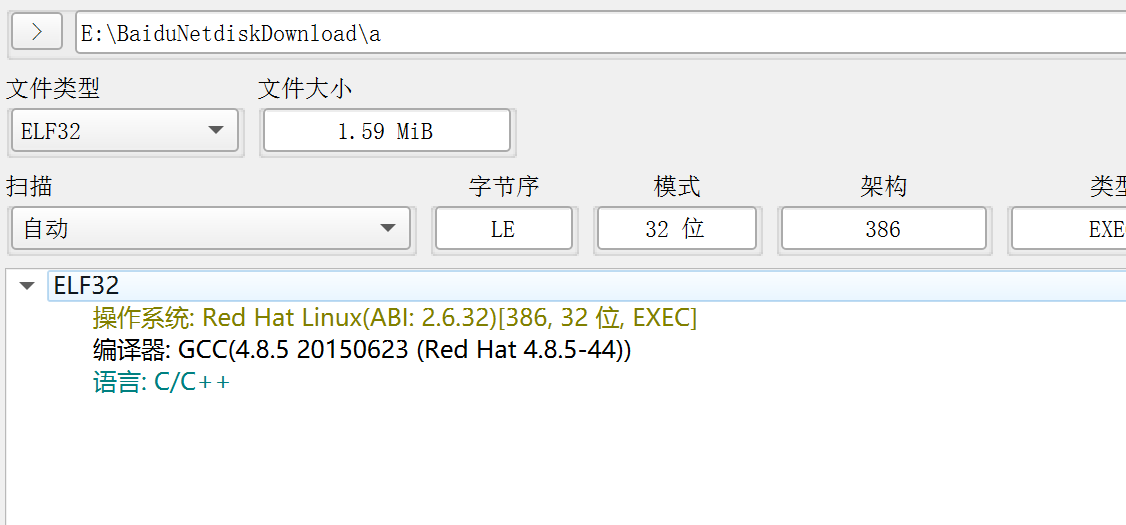 E:\BaiduNetdiskDownload\a
文件类型 文件大小
ELF32 1.59 MiB
扫描 字节序 模式 架构 类型
自动 LE 32 位 386 EXEC
ELF32
操作系统: Red Hat Linux(ABI: 2.6.32)[386, 32 位, EXEC]
编译器: GCC(4.8.5 20150623 (Red Hat 4.8.5-44))
语言: C/C++